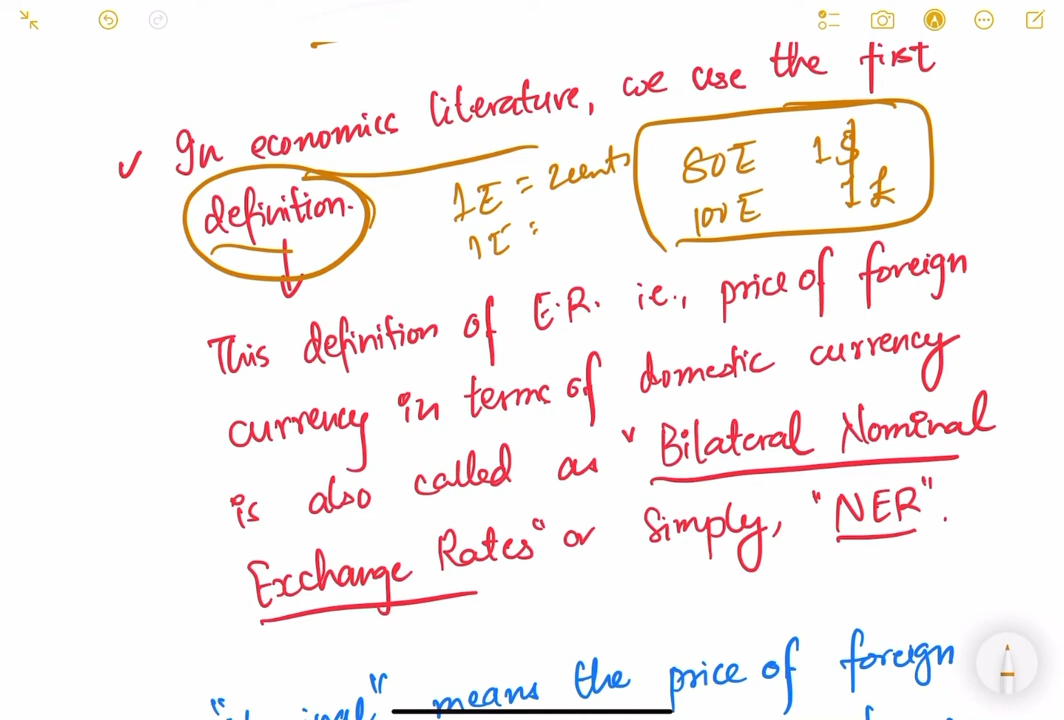 In economics literature, we use the first
definition.
1₹ = 2cents
1₹ =
80₹ 1$
100₹ 1£
This definition of E.R. i.e., price of foreign
currency in terms of domestic currency
is also called as "Bilateral Nominal
Exchange Rates" or simply, "NER".
means the price of foreign